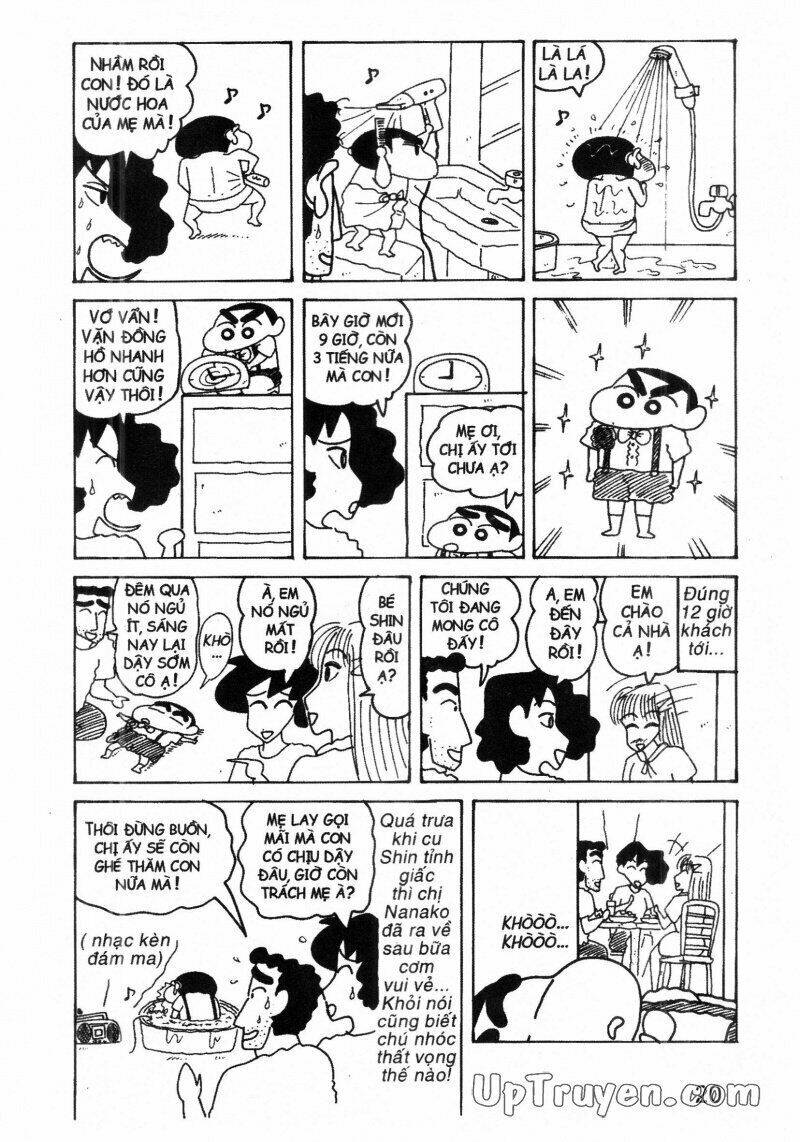 LÀ LÁ
LÀ LA!
NHẦM RỒI
CON! ĐÓ LÀ
NƯỚC HOA
CỦA MẸ MÀ!
MẸ ƠI,
CHỊ ẤY TỚI
CHƯA Ạ?
BÂY GIỜ MỚI
9 GIỜ, CÒN
3 TIẾNG NỮA
MÀ CON!
VỚ VẨN!
VẶN ĐỒNG
HỒ NHANH
HƠN CŨNG
VẬY THÔI!
Đúng
12 giờ
khách
tới...
EM
CHÀO
CẢ NHÀ
Ạ!
A, EM
ĐẾN
ĐÂY RỒI!
CHÚNG
TÔI ĐANG
MONG CÔ
ĐẤY!
BÉ
SHIN
ĐÂU
RỒI
Ạ?
À, EM
NÓ NGỦ
MẤT
RỒI!
KHÒ
...
ĐÊM QUA
NÓ NGỦ
ÍT, SÁNG
NAY LẠI
DẬY SỚM
CÔ Ạ!
KHÒÒÒ...
KHÒÒÒ...
Quá trưa
khi cu
Shin tỉnh
giấc
thì chị
Nanako
đã ra về
sau bữa
cơm
vui vẻ...
Khỏi nói
cũng biết
chú nhóc
thất vọng
thế nào!
MẸ LAY GỌI
MÃI MÀ CON
CÓ CHỊU DẬY
ĐÂU, GIỜ CÒN
TRÁCH MẸ À?
THÔI ĐỪNG BUỒN,
CHỊ ẤY SẼ CÒN
GHÉ THĂM CON
NỮA MÀ!
( nhạc kèn
đám ma)
UpTruyen.com
20